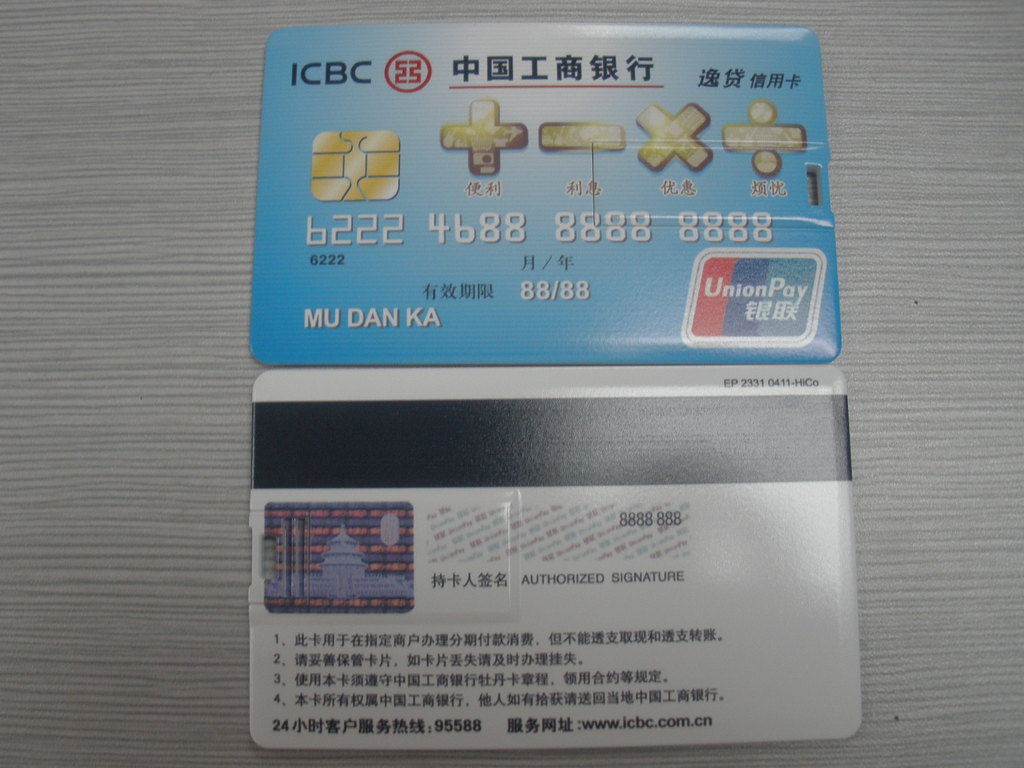 ICBC 中国工商银行 逸贷 信用卡
便利 利息 优惠 烦忧
6222 4688 8888 8888
6222
月/年
有效期限 88/88
MU DAN KA
UnionPay
银联
EP 2331 0411-HiCo
8888 888
持卡人签名 AUTHORIZED SIGNATURE
1、此卡用于在指定商户办理分期付款消费，但不能透支取现和透支转账。
2、请妥善保管卡片，如卡片丢失请及时办理挂失。
3、使用本卡须遵守中国工商银行牡丹卡章程，领用合约等规定。
4、本卡所有权属中国工商银行，他人如有拾获请送回当地中国工商银行。
24小时客户服务热线:95588 服务网址:www.icbc.com.cn